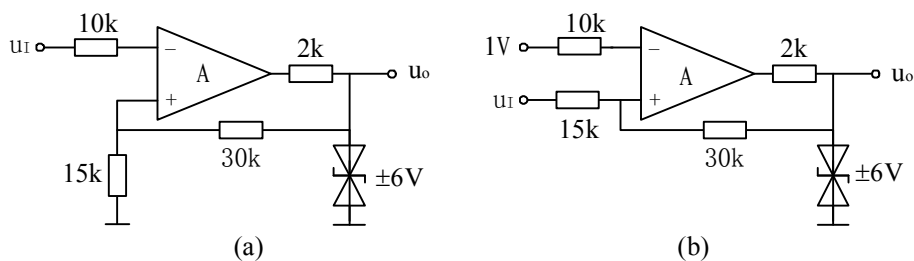 10k
uI
−
A
+
2k
uo
30k
15k
±6V
(a)
10k
1V
−
A
+
2k
uo
uI
15k
30k
±6V
(b)